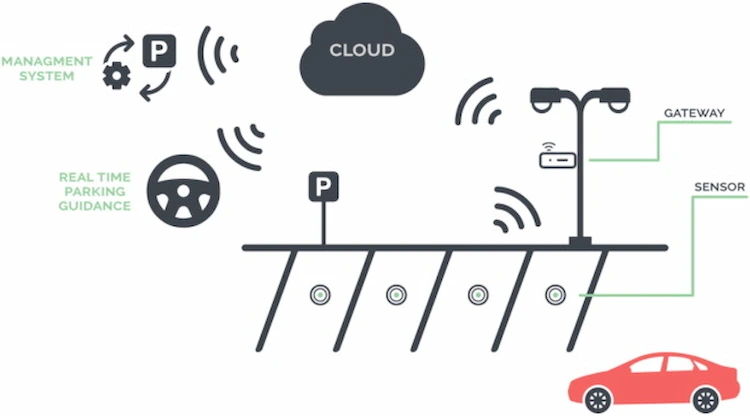 CLOUD
MANAGMENT
SYSTEM
P
GATEWAY
REAL TIME
PARKING
GUIDANCE
P
SENSOR